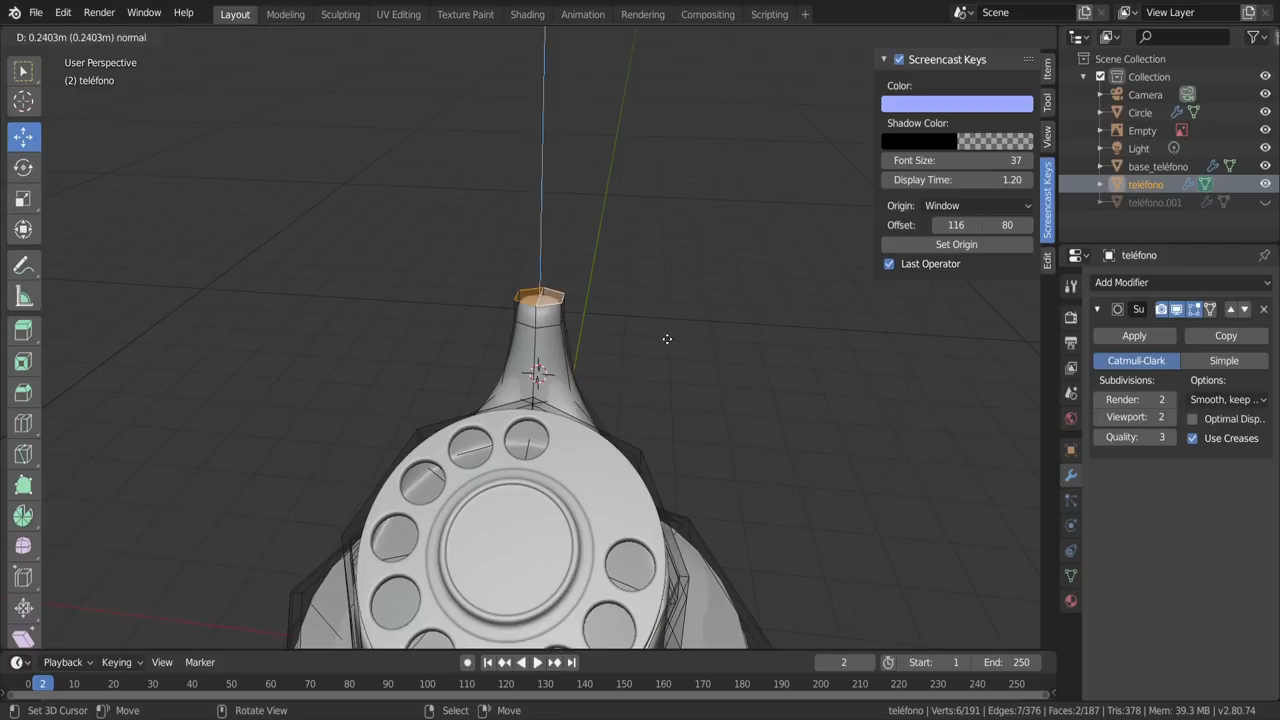 File Edit Render Window Help Layout Modeling Sculpting UV Editing Texture Paint Shading Animation Rendering Compositing Scripting + Scene View Layer
D: 0.2403m (0.2403m) normal
User Perspective
(2) teléfono
Screencast Keys
Color:
Shadow Color:
Font Size: 37
Display Time: 1.20
Origin: Window
Offset: 116 80
Set Origin
Last Operator
Item
Tool
View
Screencast Keys
Edit
Scene Collection
Collection
Camera
Circle
Empty
Light
base_teléfono
teléfono
teléfono.001
teléfono
Add Modifier
Su
Apply Copy
Catmull-Clark Simple
Subdivisions: Options:
Render: 2 Smooth, keep ..
Viewport: 2 Optimal Disp..
Quality: 3 Use Creases
Playback Keying View Marker 2 Start: 1 End: 250
0 2 10 20 30 40 50 60 70 80 90 100 110 120 130 140 150 160 170 180 190 200 210 220 230 240 250
Set 3D Cursor Move Rotate View Select Move teléfono | Verts:6/191 | Edges:7/376 | Faces:2/187 | Tris:378 | Mem: 39.3 MB | v2.80.74